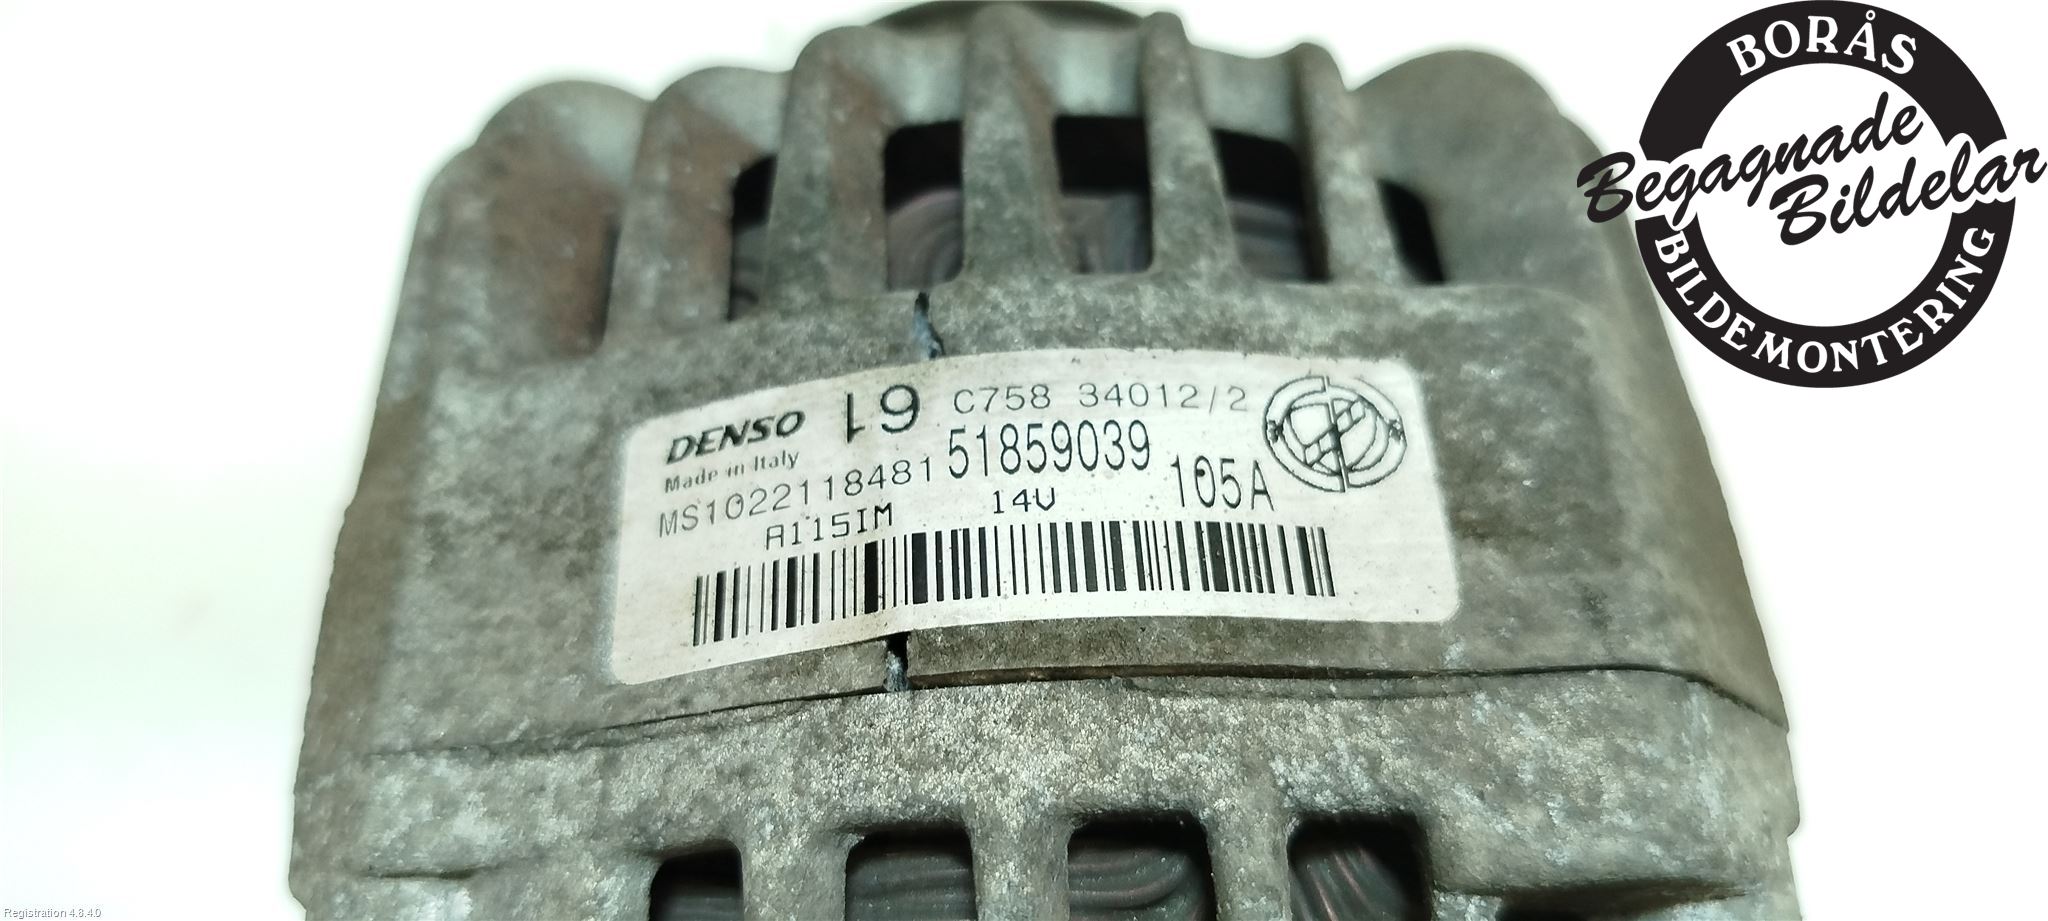 BORÅS
Begagnade
Bildelar
BILDEMONTERING
DENSO 19 C758 34012/2
Made in Italy
MS1022118481 51859039
A115IM 14V 105A
Registration 4.8.4.0